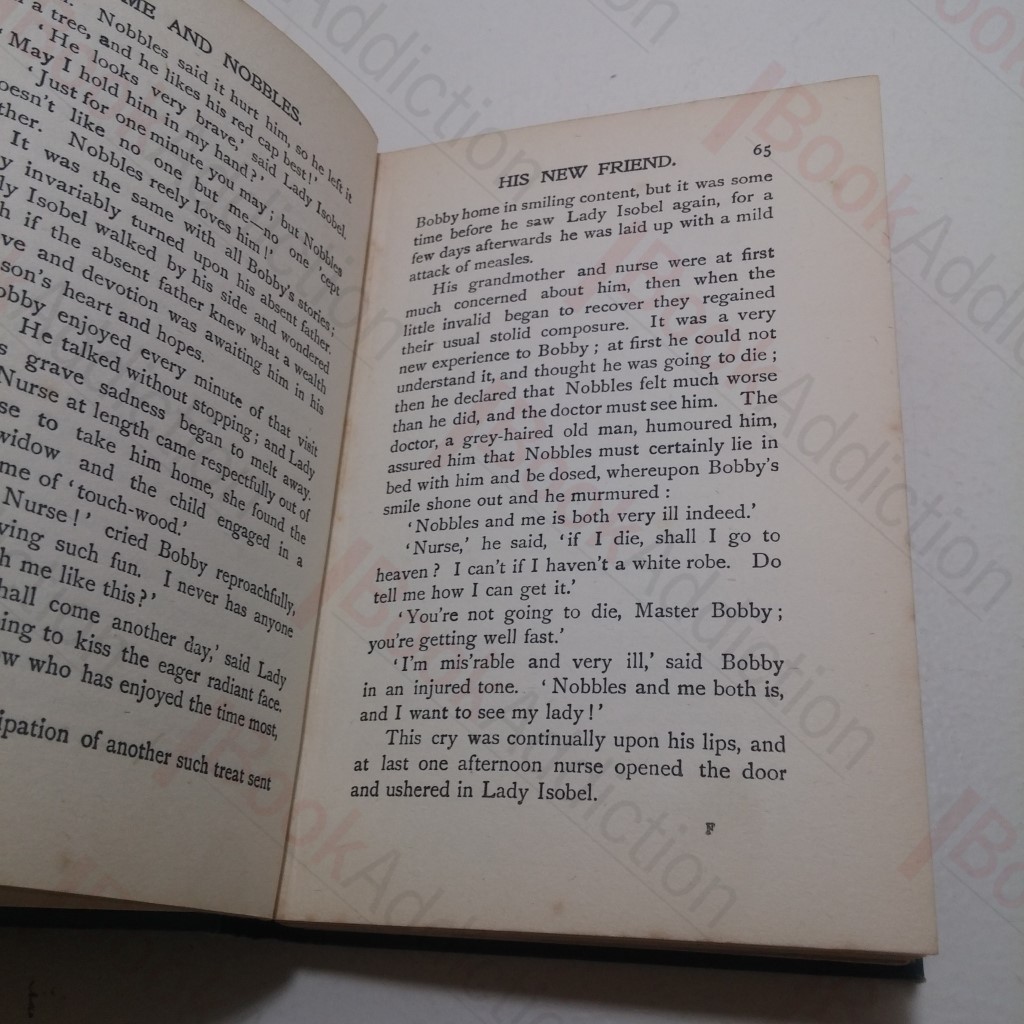 ME AND NOBBLES.
Nobbles said it hurt him, so he left it
a tree, and he likes his red cap best!'
'He looks very brave,' said Lady Isobel.
'May I hold him in my hand?'
'Just for one minute you may; but Nobbles
doesn't like no one but me—no one 'cept
Nobbles reely loves him!'
It was the same with all Bobby's stories;
invariably turned upon his absent father.
Isobel walked by his side and wondered
if the absent father knew what a wealth
and devotion was awaiting him in his
son's heart and hopes.
enjoyed every minute of that visit
He talked without stopping; and Lady
grave sadness began to melt away.
Nurse at length came respectfully out of
to take him home, she found the
widow and the child engaged in a
of 'touch-wood.'
Nurse!' cried Bobby reproachfully,
such fun. I never has anyone
me like this?'
come another day,' said Lady
to kiss the eager radiant face.
who has enjoyed the time most,
of another such treat sent
HIS NEW FRIEND. 65
Bobby home in smiling content, but it was some
time before he saw Lady Isobel again, for a
few days afterwards he was laid up with a mild
attack of measles.
His grandmother and nurse were at first
much concerned about him, then when the
little invalid began to recover they regained
their usual stolid composure. It was a very
new experience to Bobby; at first he could not
understand it, and thought he was going to die;
then he declared that Nobbles felt much worse
than he did, and the doctor must see him. The
doctor, a grey-haired old man, humoured him,
assured him that Nobbles must certainly lie in
bed with him and be dosed, whereupon Bobby's
smile shone out and he murmured:
'Nobbles and me is both very ill indeed.'
'Nurse,' he said, 'if I die, shall I go to
heaven? I can't if I haven't a white robe. Do
tell me how I can get it.'
'You're not going to die, Master Bobby;
you're getting well fast.'
'I'm mis'rable and very ill,' said Bobby
in an injured tone. 'Nobbles and me both is,
and I want to see my lady!'
This cry was continually upon his lips, and
at last one afternoon nurse opened the door
and ushered in Lady Isobel.
F
BookAddiction